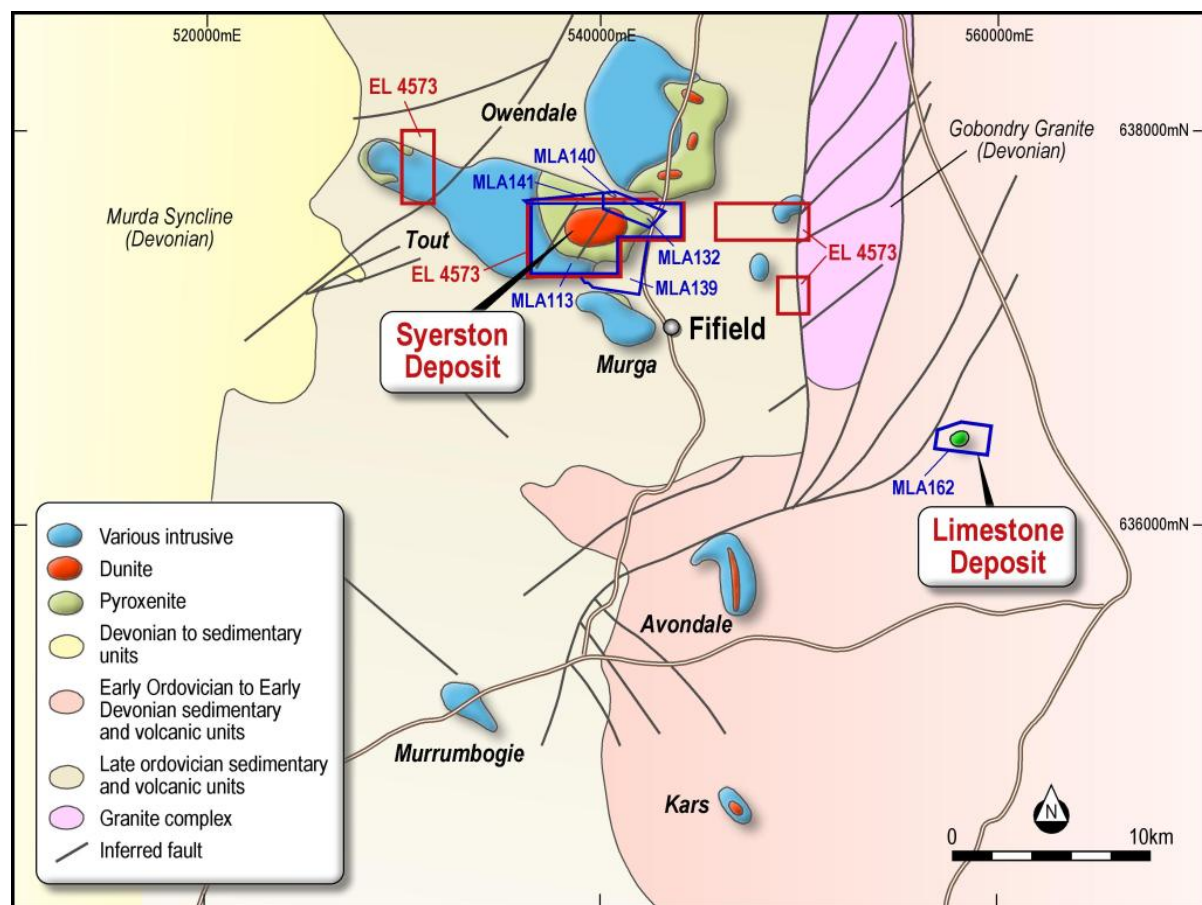 520000mE
540000mE
560000mE
EL 4573
Owendale
638000mN
Gobondry Granite
(Devonian)
MLA140
MLA141
Murda Syncline
(Devonian)
Tout
EL 4573
MLA132
EL 4573
MLA113
MLA139
Syerston
Deposit
Fifield
Murga
MLA162
Limestone
Deposit
636000mN
Various intrusive
Dunite
Pyroxenite
Devonian to sedimentary
units
Early Ordovician to Early
Devonian sedimentary
and volcanic units
Late ordovician sedimentary
and volcanic units
Granite complex
Inferred fault
Avondale
Murrumbogie
Kars
N
0
10km